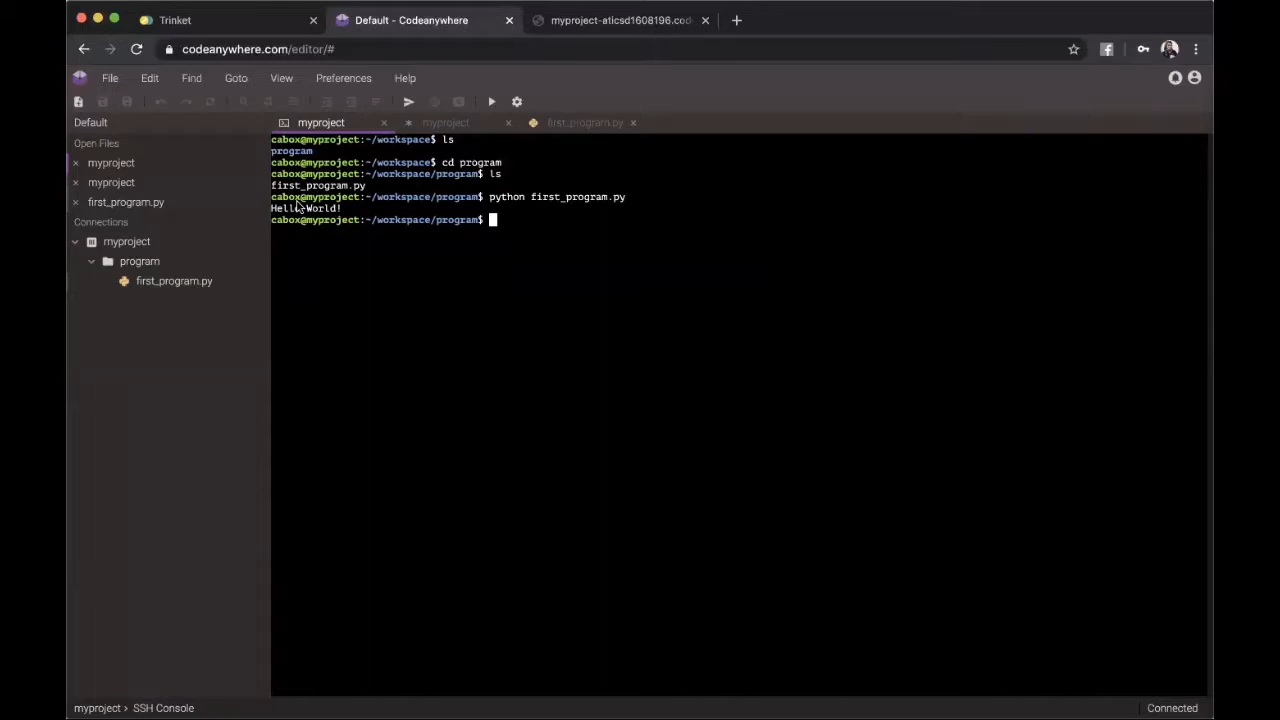 Trinket
Default - Codeanywhere
myproject-aticsd1608196.cod
codeanywhere.com/editor/#
File Edit Find Goto View Preferences Help
Default
myproject
myproject
first_program.py
Open Files
myproject
myproject
first_program.py
Connections
myproject
program
first_program.py
cabox@myproject:~/workspace$ ls
program
cabox@myproject:~/workspace$ cd program
cabox@myproject:~/workspace/program$ ls
first_program.py
cabox@myproject:~/workspace/program$ python first_program.py
Hello World!
cabox@myproject:~/workspace/program$
myproject > SSH Console
Connected